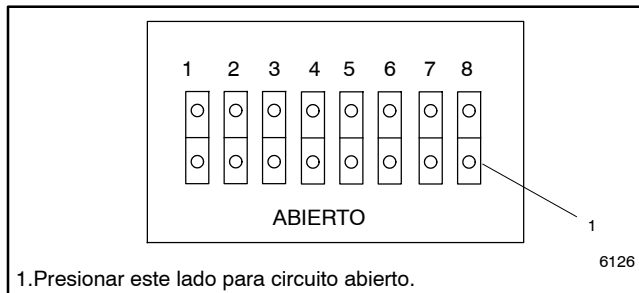 1 2 3 4 5 6 7 8
ABIERTO
1
6126
1.Presionar este lado para circuito abierto.